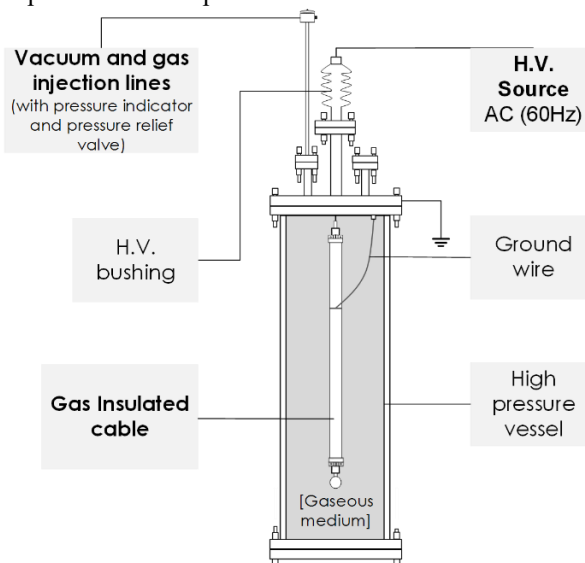 Vacuum and gas
injection lines
(with pressure indicator
and pressure relief
valve)
H.V.
Source
AC (60Hz)
H.V.
bushing
Ground
wire
Gas Insulated
cable
High
pressure
vessel
[Gaseous
medium]